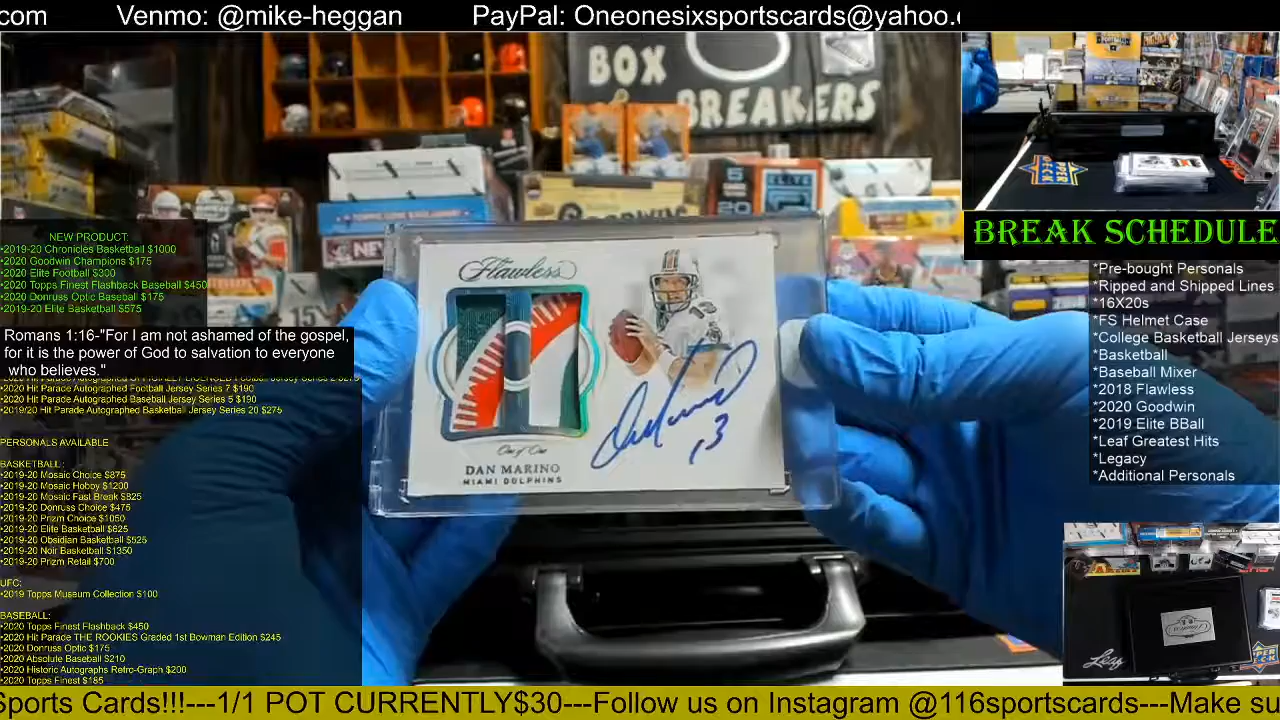 com Venmo: @mike-heggan PayPal: Oneonesixsportscards@yahoo.c
BOX
BREAKERS
GOODWIN
ELITE
NEW PRODUCT:
•2019-20 Chronicles Basketball $1000
•2020 Goodwin Champions $175
•2020 Elite Football $300
•2020 Topps Finest Flashback Baseball $450
•2020 Donruss Optic Baseball $175
•2019-20 Elite Basketball $575
Romans 1:16-"For I am not ashamed of the gospel,
for it is the power of God to salvation to everyone
who believes."
•2020 Hit Parade Autographed Football Jersey Series 7 $190
•2020 Hit Parade Autographed Baseball Jersey Series 5 $190
•2019/20 Hit Parade Autographed Basketball Jersey Series 20 $275
PERSONALS AVAILABLE
BASKETBALL:
•2019-20 Mosaic Choice $875
•2019-20 Mosaic Hobby $1200
•2019-20 Mosaic Fast Break $825
•2019-20 Donruss Choice $475
•2019-20 Prizm Choice $1050
•2019-20 Elite Basketball $625
•2019-20 Obsidian Basketball $525
•2019-20 Noir Basketball $1350
•2019-20 Prizm Retail $700
UFC:
•2019 Topps Museum Collection $100
BASEBALL:
•2020 Topps Finest Flashback $450
•2020 Hit Parade THE ROOKIES Graded 1st Bowman Edition $245
•2020 Donruss Optic $175
•2020 Absolute Baseball $210
•2020 Historic Autographs Retro-Graph $200
•2020 Topps Finest $185
Flawless
One of One
DAN MARINO
MIAMI DOLPHINS
13
UPPER
DECK
BREAK SCHEDULE
*Pre-bought Personals
*Ripped and Shipped Lines
*16X20s
*FS Helmet Case
*College Basketball Jerseys
*Basketball
*Baseball Mixer
*2018 Flawless
*2020 Goodwin
*2019 Elite BBall
*Leaf Greatest Hits
*Legacy
*Additional Personals
Leaf
Sports Cards!!!---1/1 POT CURRENTLY$30---Follow us on Instagram @116sportscards---Make su